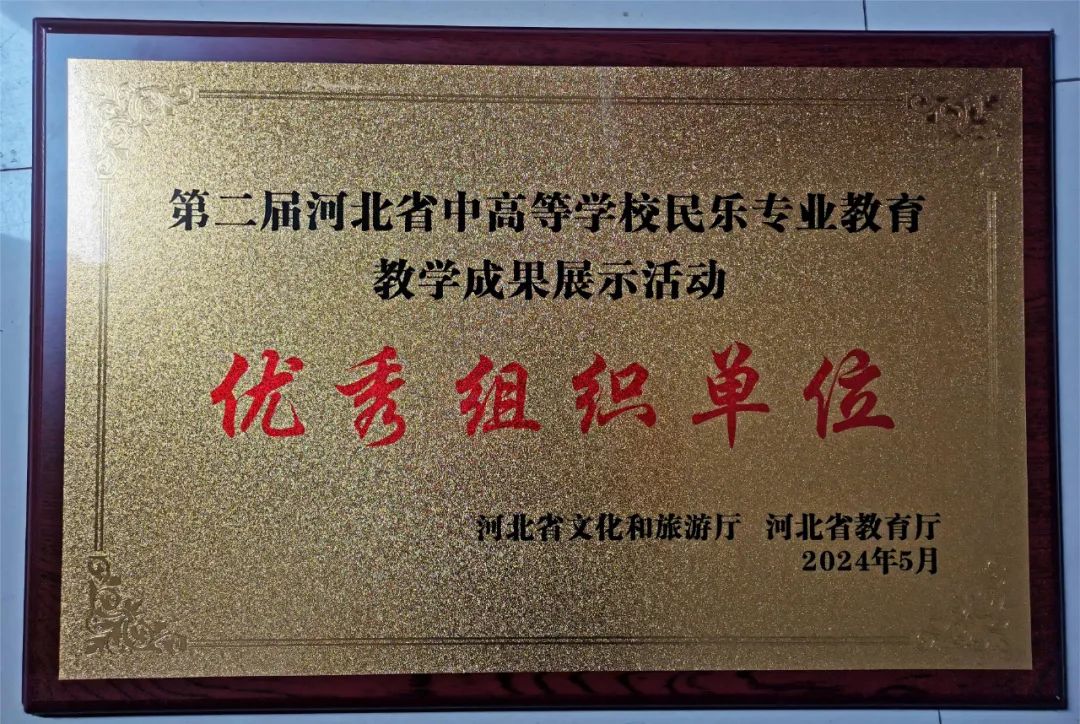 第二届河北省中高等学校民乐专业教育
教学成果展示活动
优秀组织单位
河北省文化和旅游厅 河北省教育厅
2024年5月